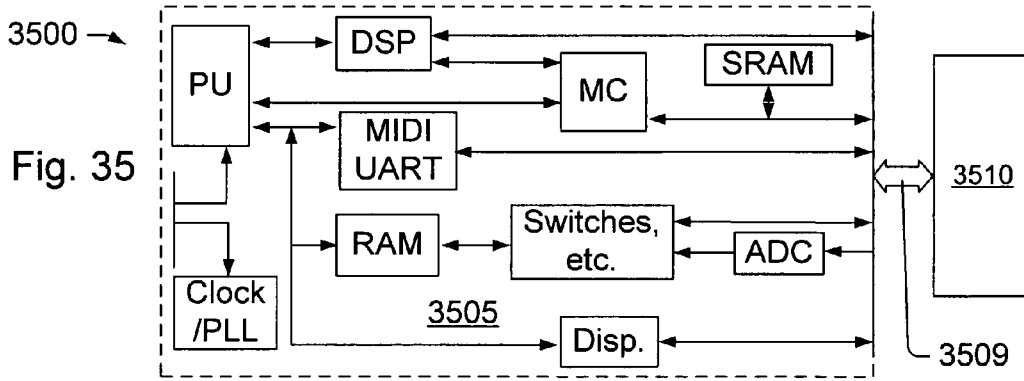 3500
DSP
SRAM
PU
MC
MIDI
UART
Fig. 35
3510
RAM
Switches,
etc.
ADC
Clock
/PLL
3505
Disp.
3509